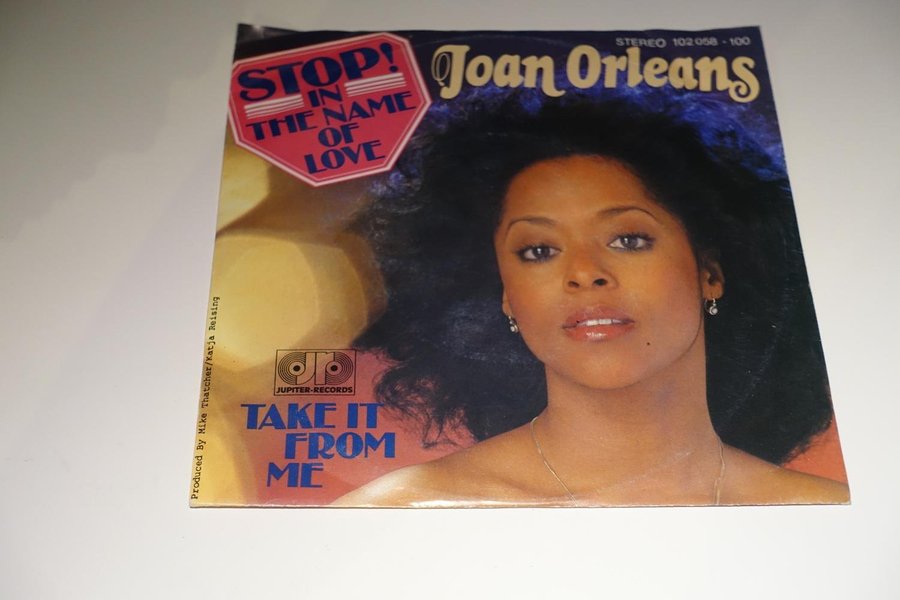 STEREO 102 058 - 100
Joan Orleans
STOP!
IN
THE NAME
OF
LOVE
JR
JUPITER-RECORDS
TAKE IT
FROM
ME
Produced By Mike Thatcher/Katja Reising